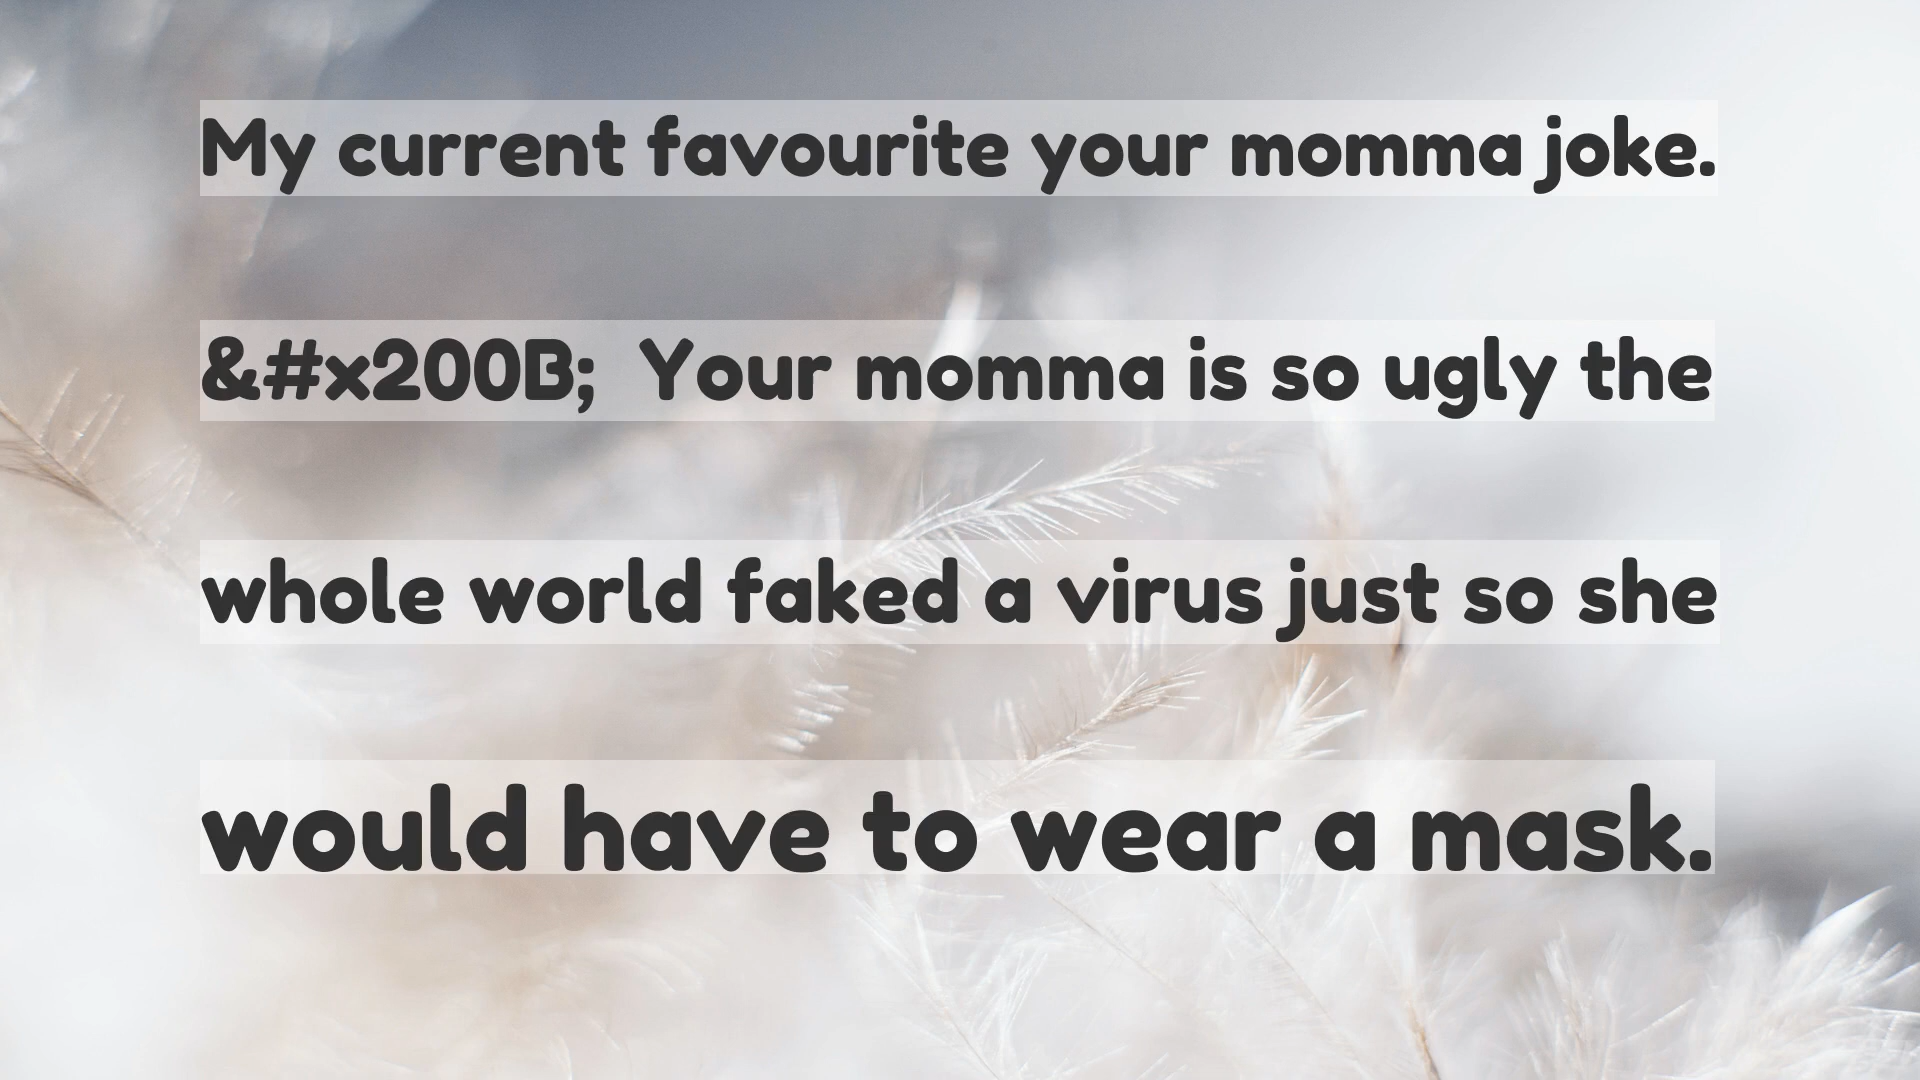 My current favourite your momma joke.
&#x200B;  Your momma is so ugly the
whole world faked a virus just so she
would have to wear a mask.